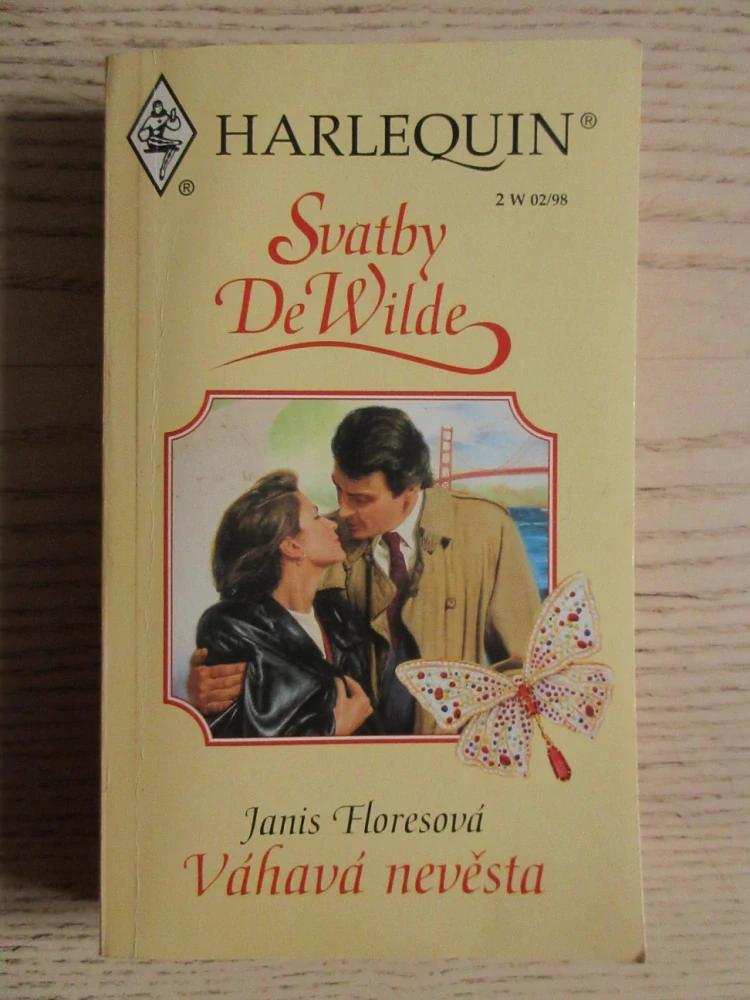 HARLEQUIN®
®
2 W 02/98
Svatby
DeWilde
Janis Floresová
Váhavá nevěsta